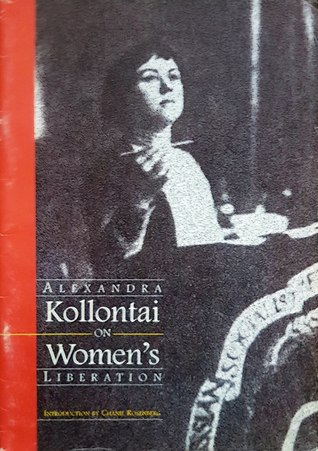 ALEXANDRA
Kollontai
ON
Women's
LIBERATION
INTRODUCTION BY CHANIE ROSENBERG